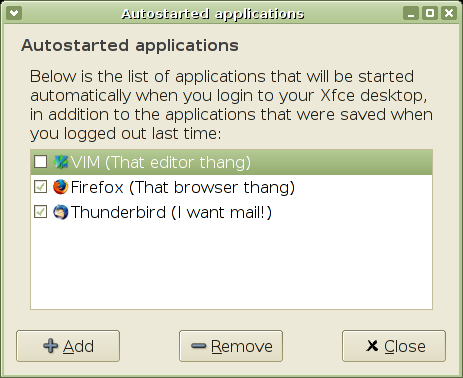 Autostarted applications
Autostarted applications
Below is the list of applications that will be started
automatically when you login to your Xfce desktop,
in addition to the applications that were saved when
you logged out last time:
VIM (That editor thang)
Firefox (That browser thang)
Thunderbird (I want mail!)
Add Remove Close